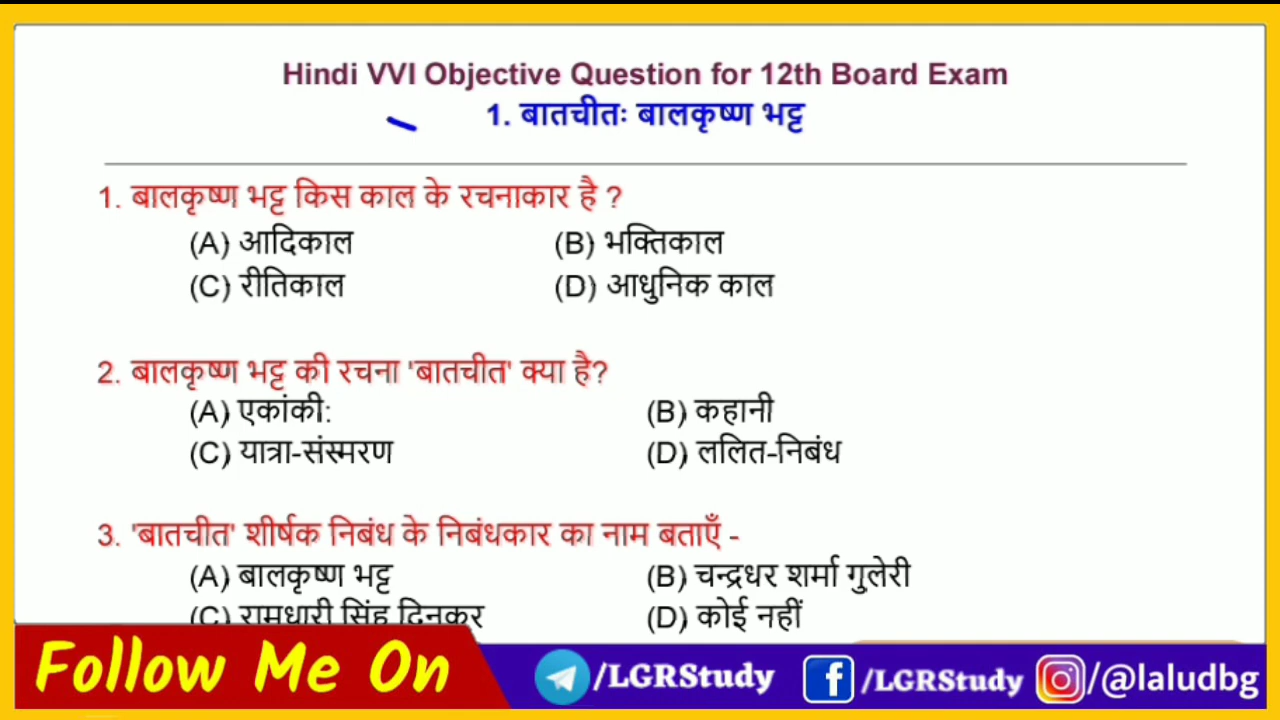 Hindi VVI Objective Question for 12th Board Exam
1. बातचीतः बालकृष्ण भट्ट
1. बालकृष्ण भट्ट किस काल के रचनाकार है ?
(A) आदिकाल (B) भक्तिकाल
(C) रीतिकाल (D) आधुनिक काल
2. बालकृष्ण भट्ट की रचना 'बातचीत' क्या है?
(A) एकांकी: (B) कहानी
(C) यात्रा-संस्मरण (D) ललित-निबंध
3. 'बातचीत' शीर्षक निबंध के निबंधकार का नाम बताएँ -
(A) बालकृष्ण भट्ट (B) चन्द्रधर शर्मा गुलेरी
(C) रामधारी सिंह दिनकर (D) कोई नहीं
Follow Me On /LGRStudy f /LGRStudy /@laludbg